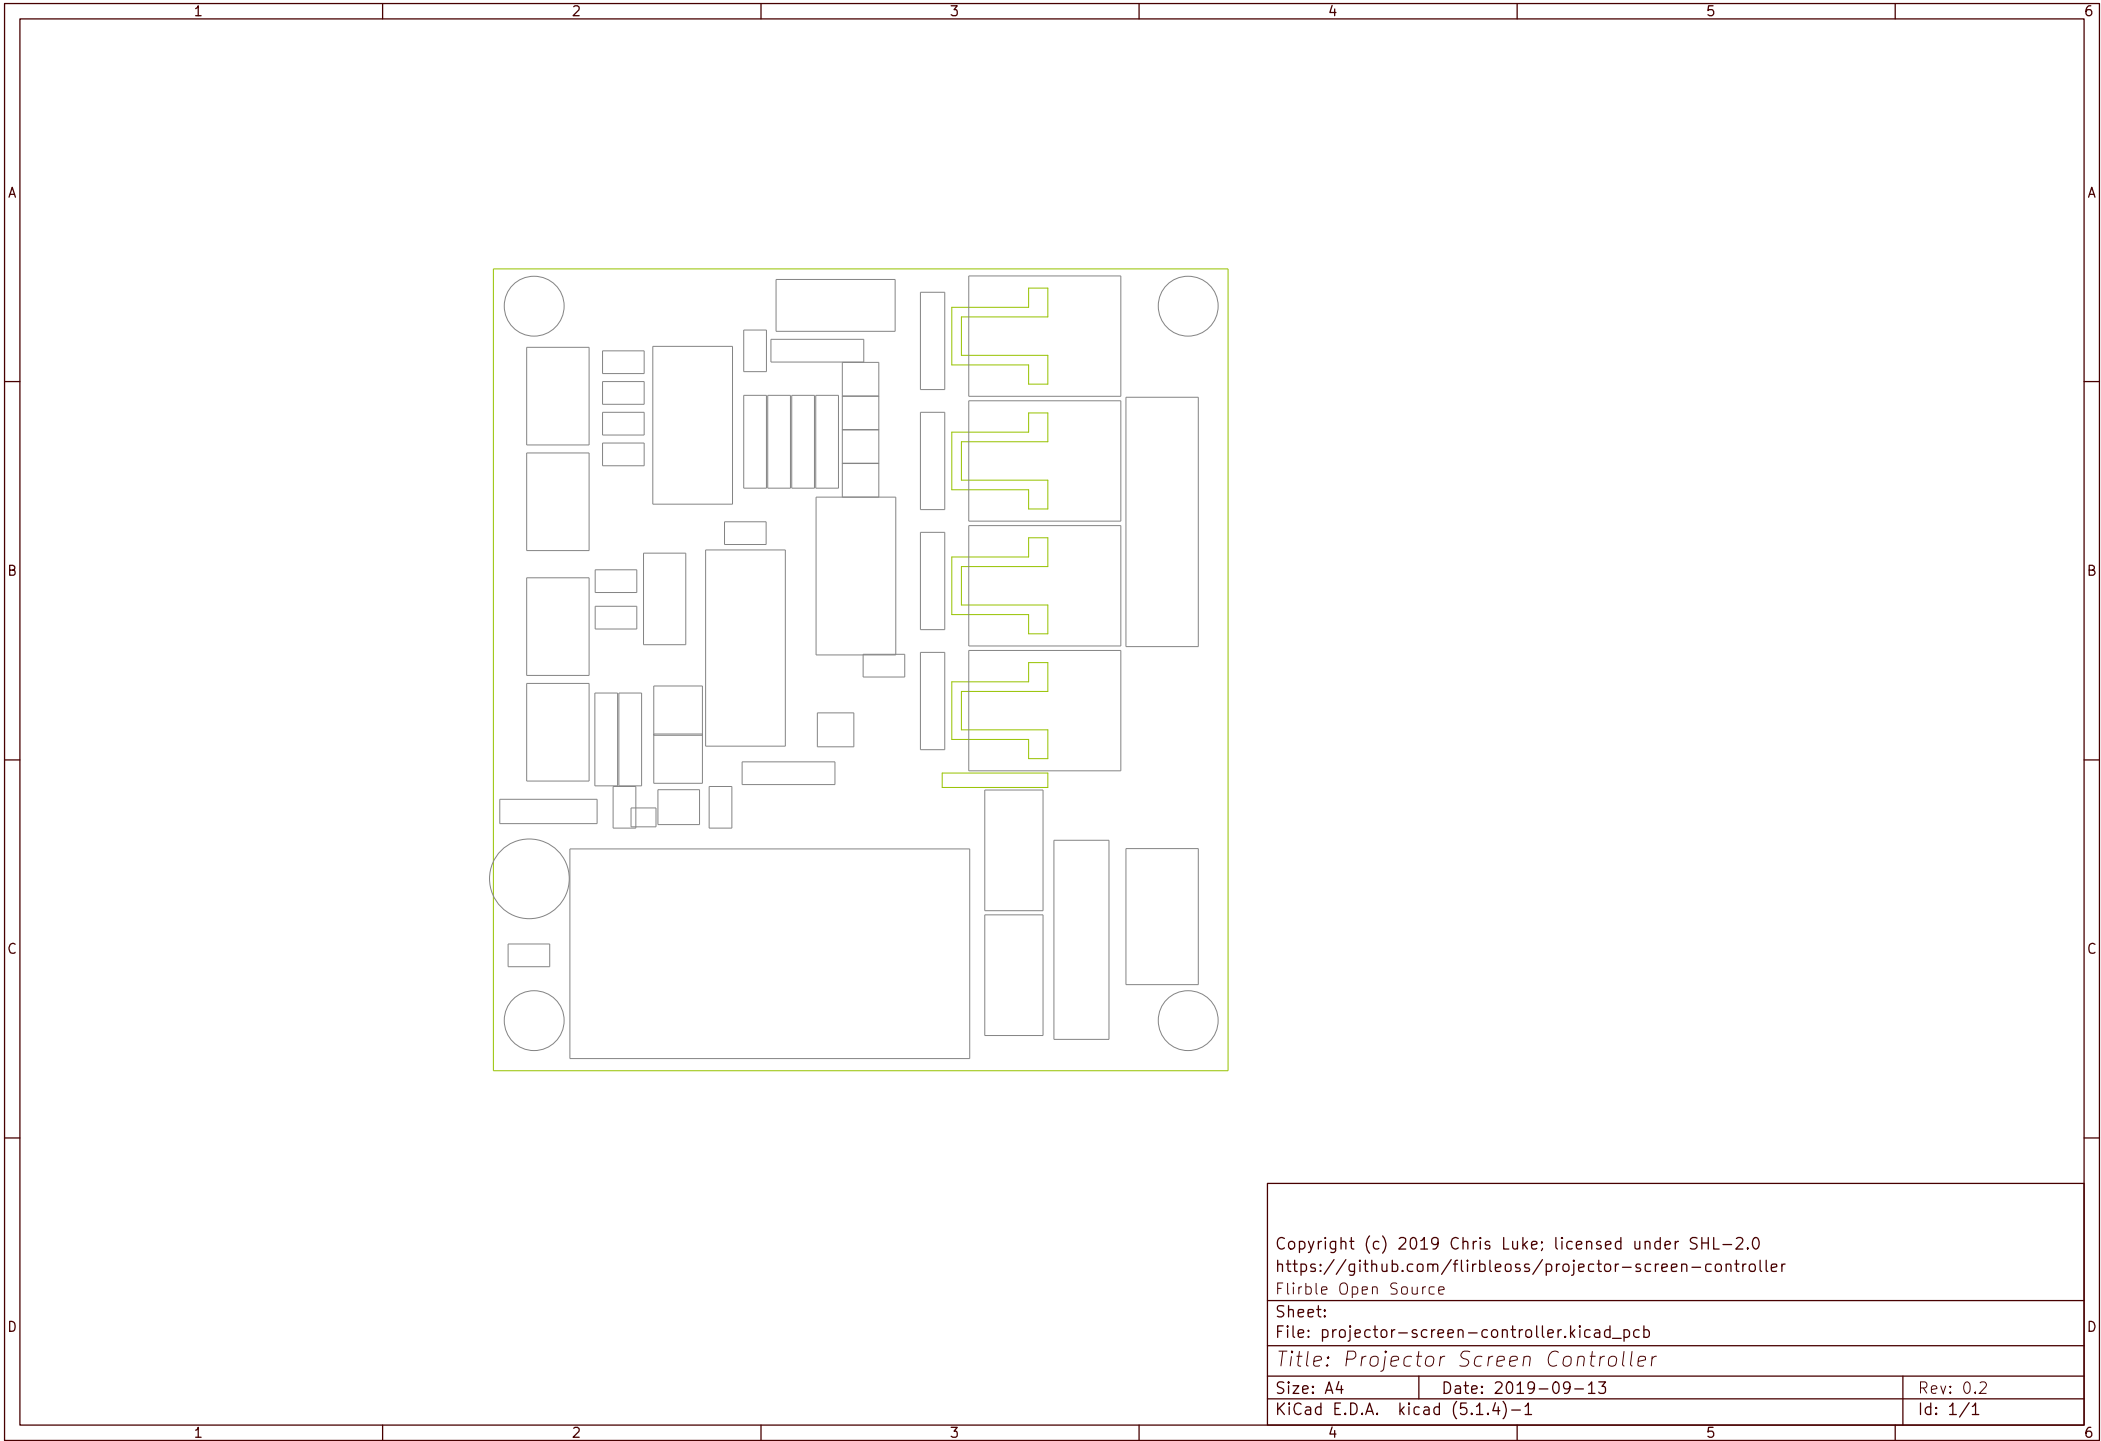 1 2 3 4 5 6
A A
B B
C C
Copyright (c) 2019 Chris Luke; licensed under SHL-2.0
https://github.com/flirbleoss/projector-screen-controller
Flirble Open Source
Sheet:
D D
File: projector-screen-controller.kicad_pcb
Title: Projector Screen Controller
Size: A4 Date: 2019-09-13 Rev: 0.2
KiCad E.D.A. kicad (5.1.4)-1 Id: 1/1
1 2 3 4 5 6